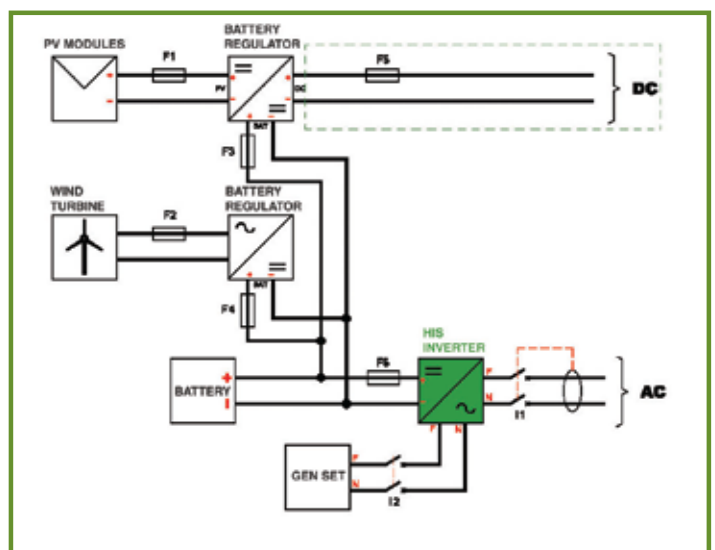 PV MODULES
F1
BATTERY
REGULATOR
F5
+
-
+
-
PV
+
-
DC
DC
+
BAT
-
F3
WIND
TURBINE
F2
BATTERY
REGULATOR
+
BAT
-
F4
HIS
INVERTER
BATTERY
+
-
F6
F
N
I1
AC
F
N
GEN SET
F
N
I2